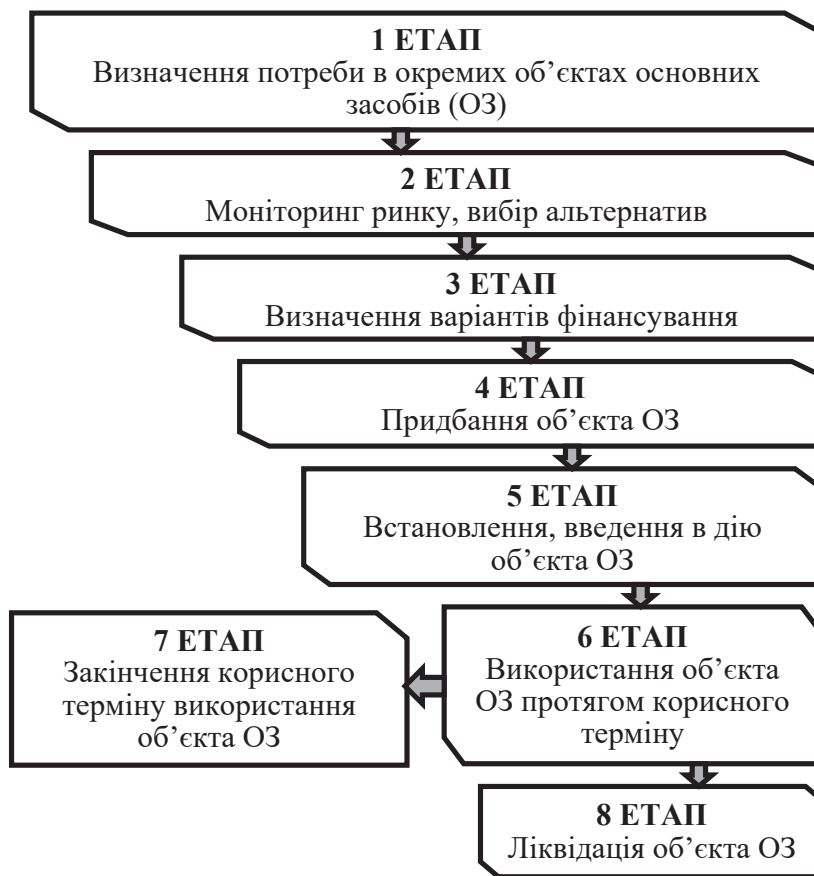 1 ЕТАП
Визначення потреби в окремих об’єктах основних
засобів (ОЗ)
2 ЕТАП
Моніторинг ринку, вибір альтернатив
3 ЕТАП
Визначення варіантів фінансування
4 ЕТАП
Придбання об’єкта ОЗ
5 ЕТАП
Встановлення, введення в дію
об’єкта ОЗ
6 ЕТАП
Використання об’єкта
ОЗ протягом корисного
терміну
7 ЕТАП
Закінчення корисного
терміну використання
об’єкта ОЗ
8 ЕТАП
Ліквідація об’єкта ОЗ